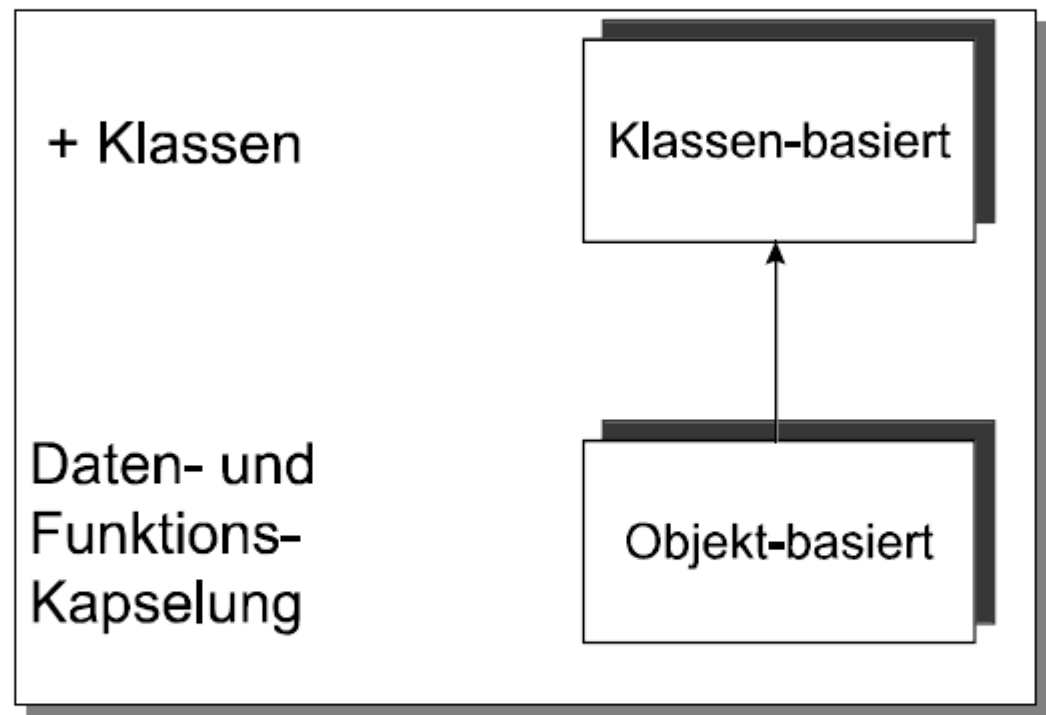 + Klassen
Klassen-basiert
Daten- und
Funktions-
Kapselung
Objekt-basiert